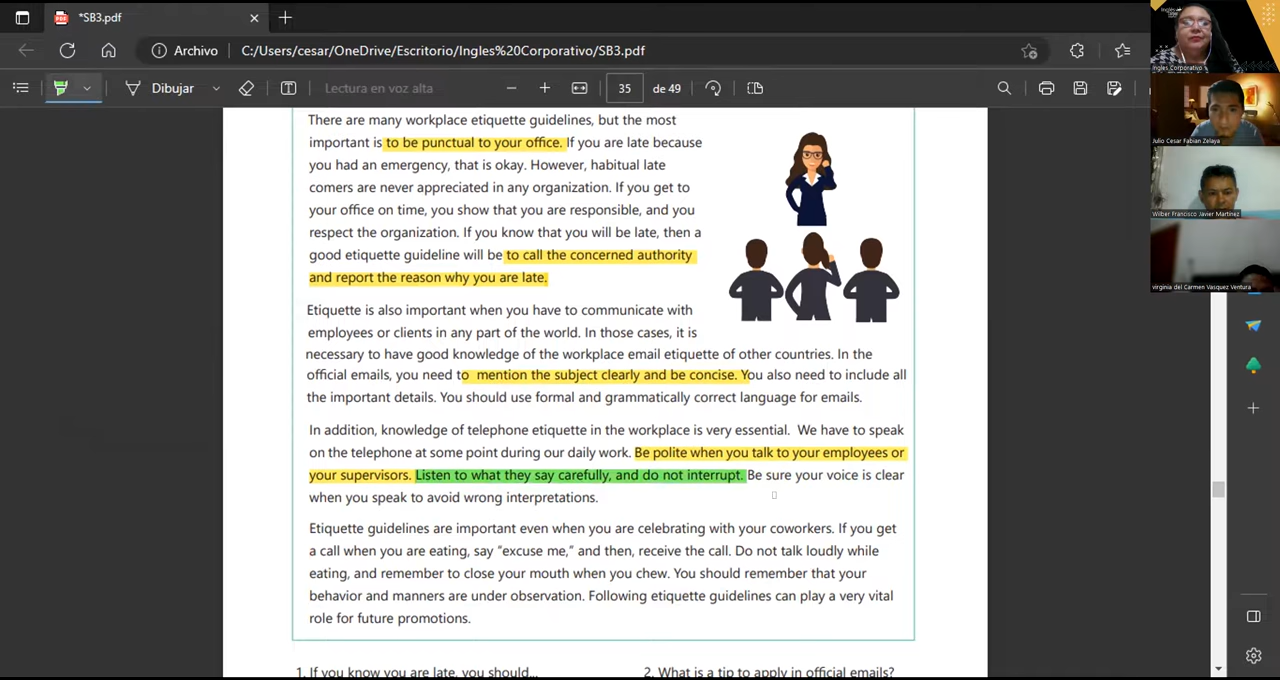 *SB3.pdf
Archivo C:/Users/cesar/OneDrive/Escritorio/Ingles%20Corporativo/SB3.pdf
Dibujar Lectura en voz alta 35 de 49
There are many workplace etiquette guidelines, but the most
important is to be punctual to your office. If you are late because
you had an emergency, that is okay. However, habitual late
comers are never appreciated in any organization. If you get to
your office on time, you show that you are responsible, and you
respect the organization. If you know that you will be late, then a
good etiquette guideline will be to call the concerned authority
and report the reason why you are late.
Etiquette is also important when you have to communicate with
employees or clients in any part of the world. In those cases, it is
necessary to have good knowledge of the workplace email etiquette of other countries. In the
official emails, you need to mention the subject clearly and be concise. You also need to include all
the important details. You should use formal and grammatically correct language for emails.
In addition, knowledge of telephone etiquette in the workplace is very essential. We have to speak
on the telephone at some point during our daily work. Be polite when you talk to your employees or
your supervisors. Listen to what they say carefully, and do not interrupt. Be sure your voice is clear
when you speak to avoid wrong interpretations.
Etiquette guidelines are important even when you are celebrating with your coworkers. If you get
a call when you are eating, say “excuse me,” and then, receive the call. Do not talk loudly while
eating, and remember to close your mouth when you chew. You should remember that your
behavior and manners are under observation. Following etiquette guidelines can play a very vital
role for future promotions.
1. If you know you are late, you should... 2. What is a tip to apply in official emails?
Ingles Corporativo
Julio Cesar Fabian Zelaya
Wilber Francisco Javier Martinez
virginia del Carmen Vasquez Ventura